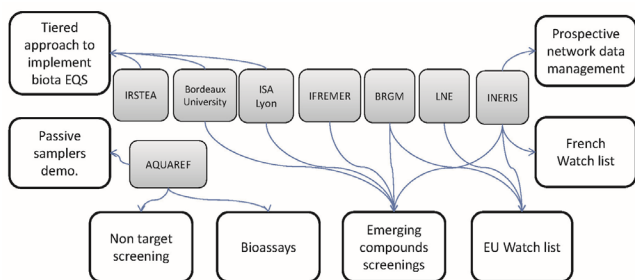 Tiered
approach to
implement
biota EQS
Prospective
network data
management
IRSTEA
Bordeaux
University
ISA
Lyon
IFREMER
BRGM
LNE
INERIS
Passive
samplers
demo.
AQUAREF
French
Watch list
Non target
screening
Bioassays
Emerging
compounds
screenings
EU Watch list